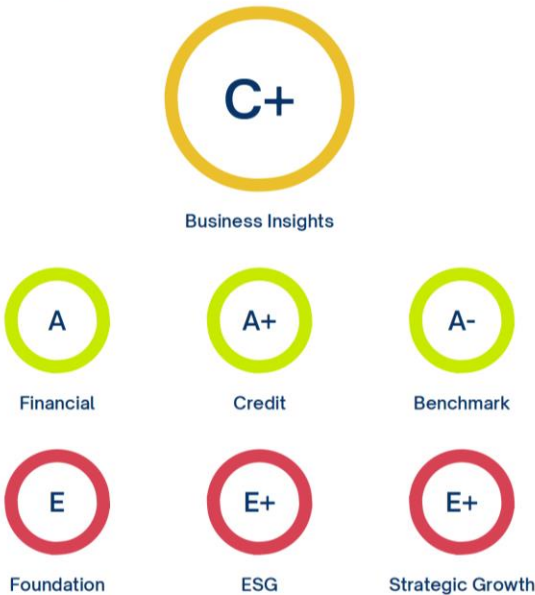 C+
Business Insights
A
A+
A-
Financial
Credit
Benchmark
E
E+
E+
Foundation
ESG
Strategic Growth